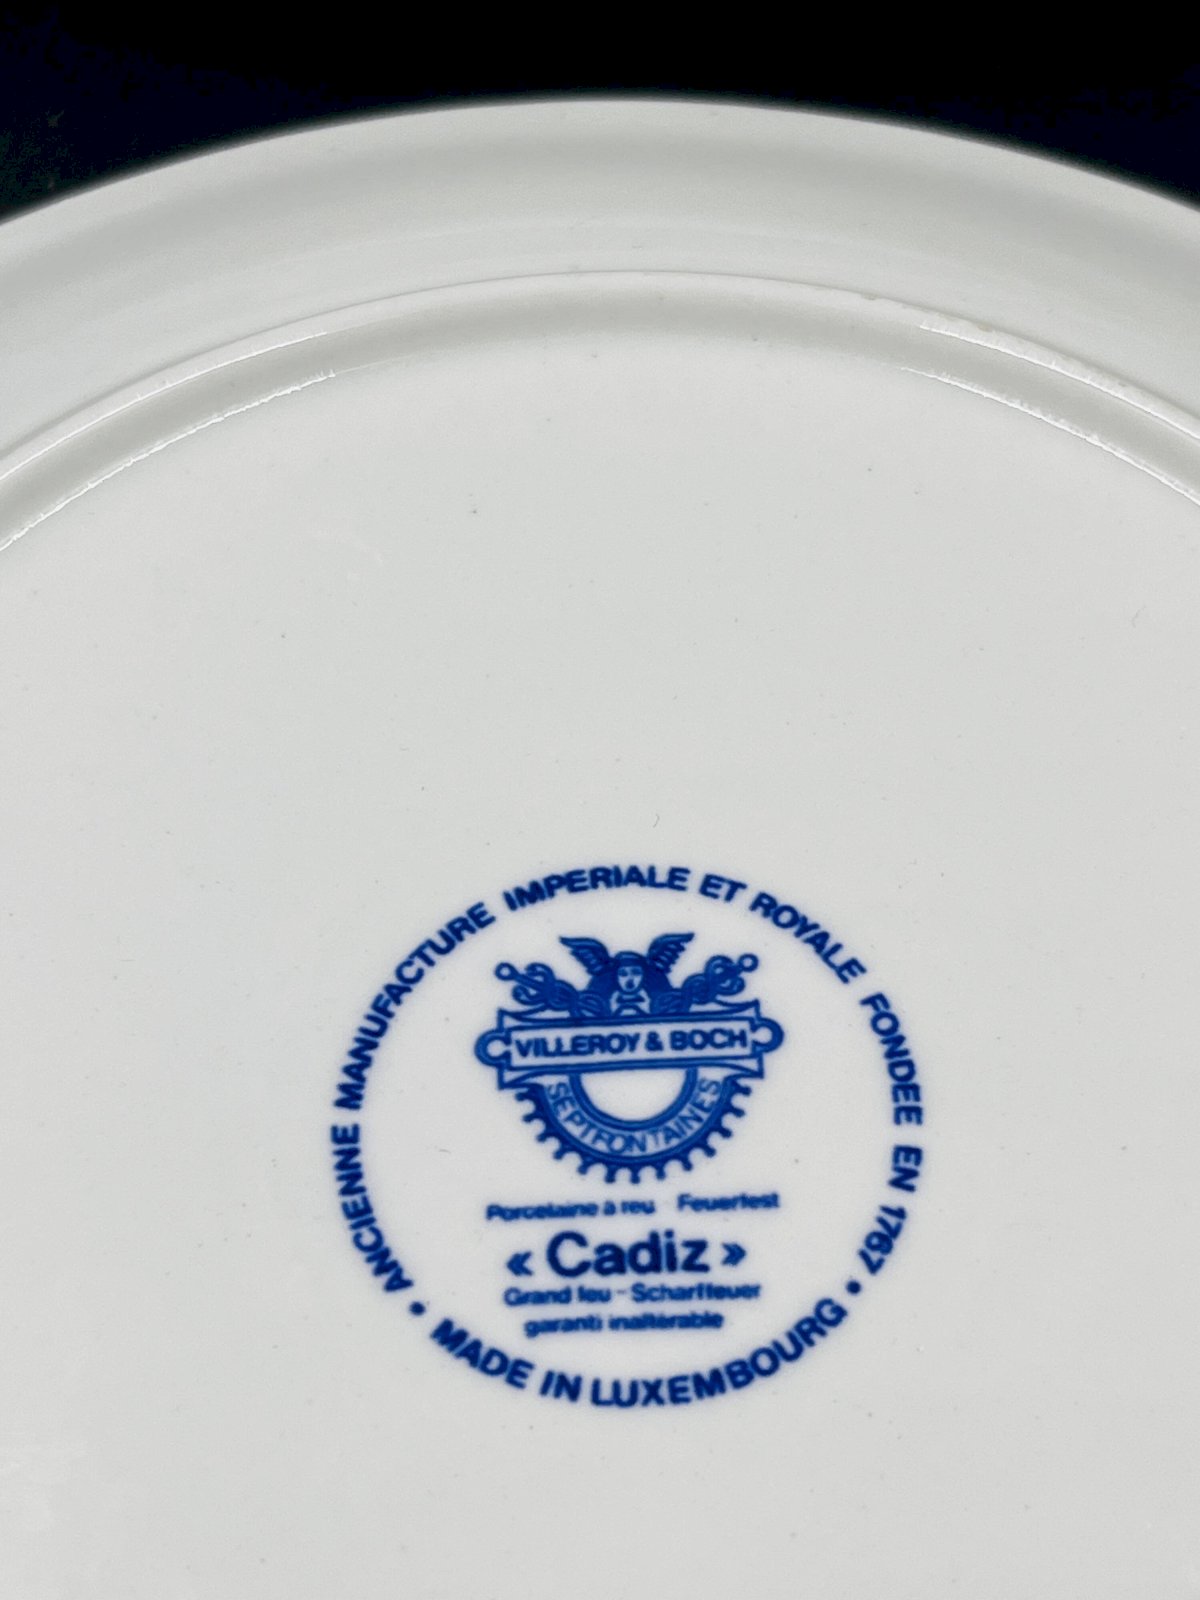 ANCIENNE MANUFACTURE IMPERIALE ET ROYALE FONDEE EN 1767
VILLEROY & BOCH
SEPTFONTAINES
Porcelaine à feu Feuerfest
« Cadiz »
Grand feu - Scharffeuer
garanti inaltérable
• MADE IN LUXEMBOURG •